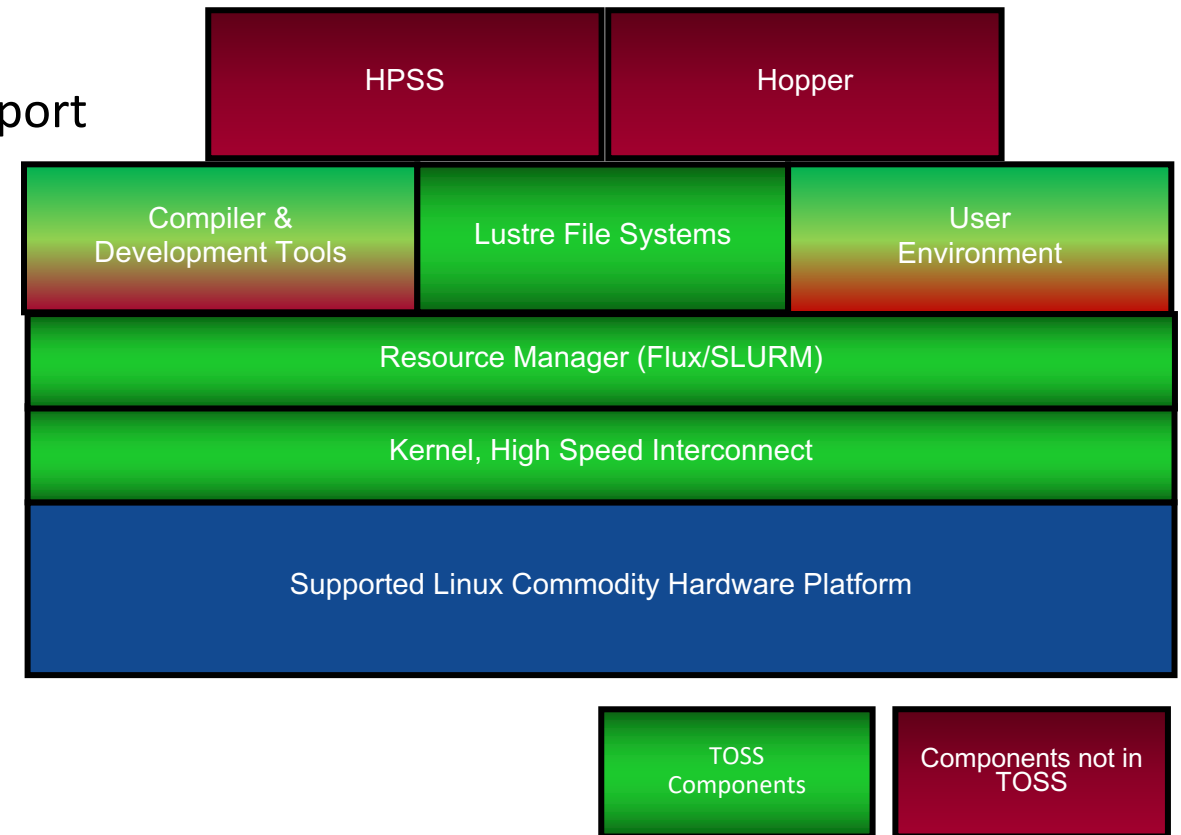 HPSS
Hopper
port
Compiler &
Development Tools
Lustre File Systems
User
Environment
Resource Manager (Flux/SLURM)
Kernel, High Speed Interconnect
Supported Linux Commodity Hardware Platform
TOSS
Components
Components not in
TOSS